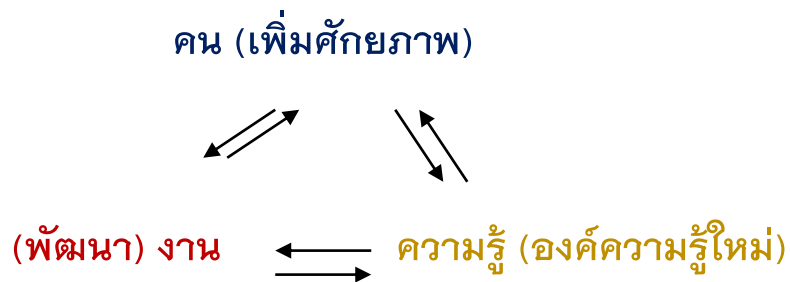 คน (เพิ่มศักยภาพ)
(พัฒนา) งาน
ความรู้ (องค์ความรู้ใหม่)